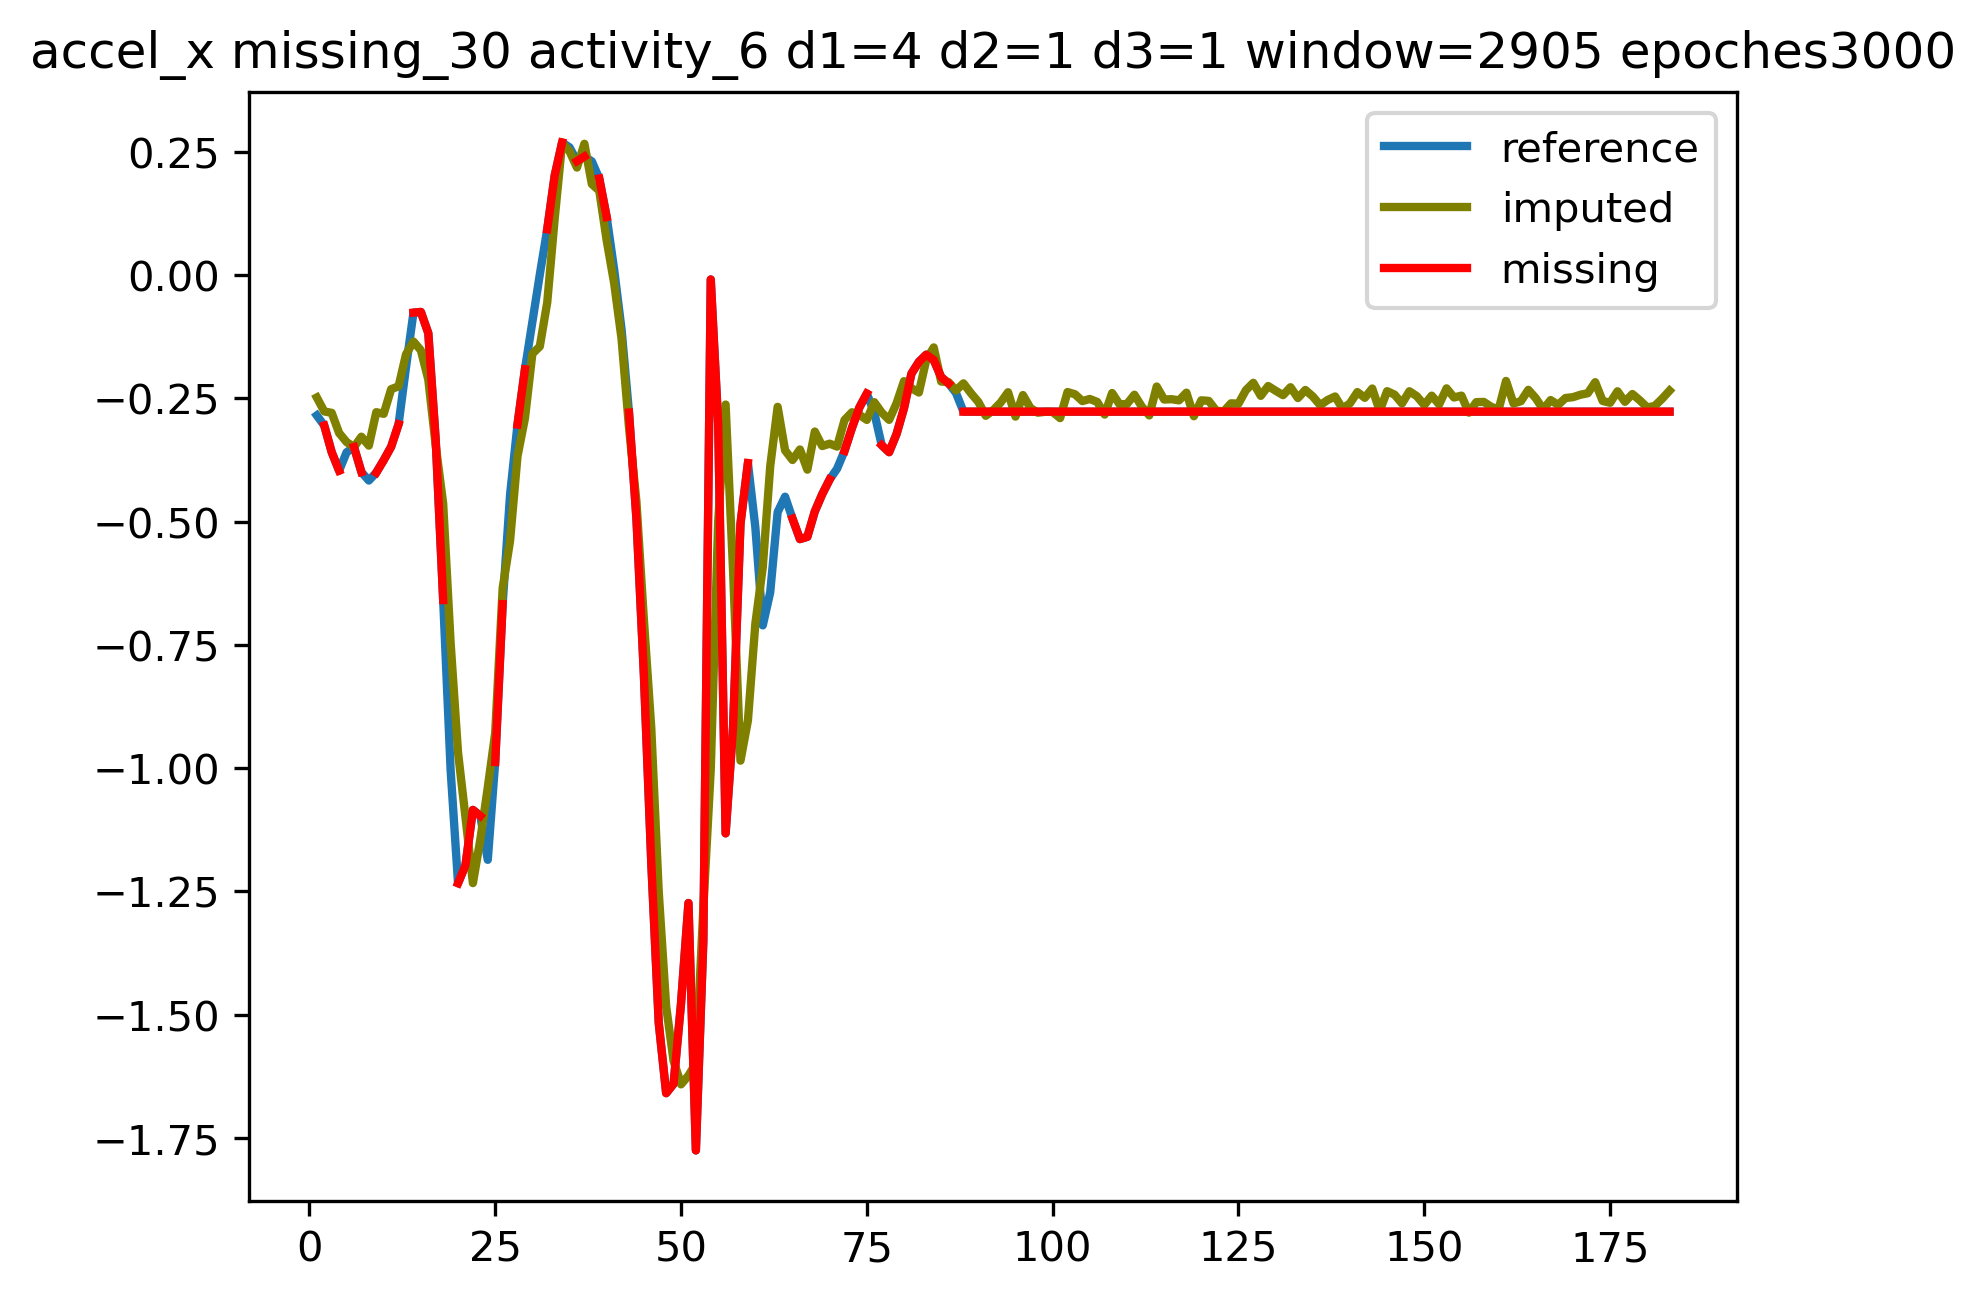 accel_x missing_30 activity_6 d1=4 d2=1 d3=1 window=2905 epoches3000
reference
imputed
missing
0.25
0.00
−0.25
−0.50
−0.75
−1.00
−1.25
−1.50
−1.75
0 25 50 75 100 125 150 175